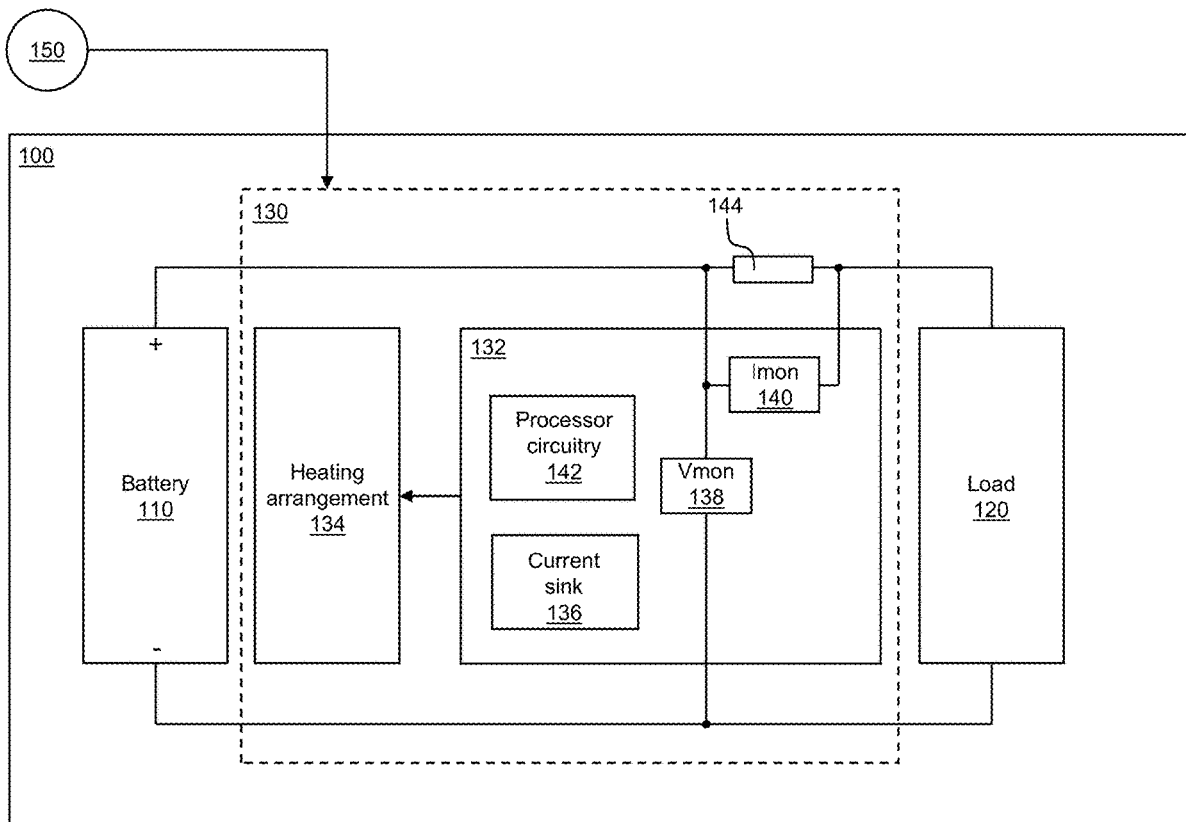 150
100
130
144
+
-
Battery
110
Heating
arrangement
134
132
Processor
circuitry
142
Current
sink
136
Imon
140
Vmon
138
Load
120